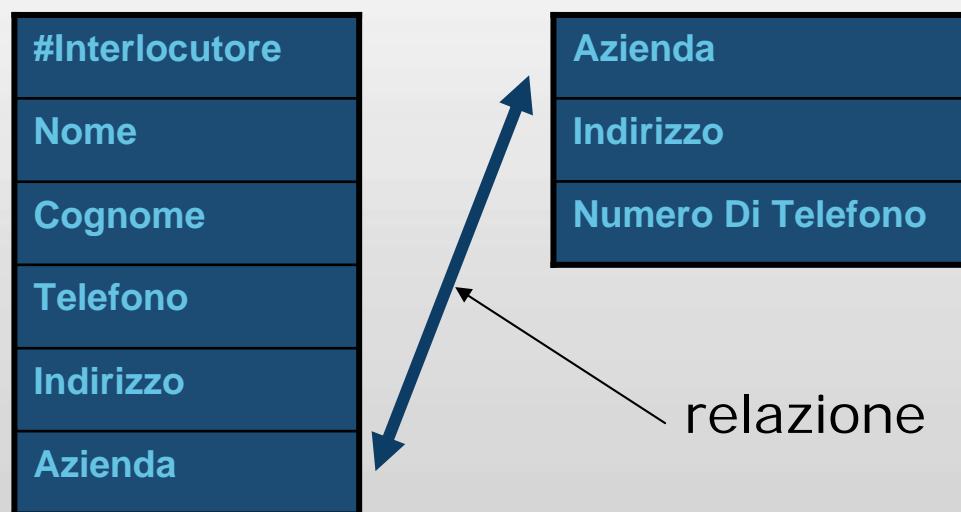 #Interlocutore
Nome
Cognome
Telefono
Indirizzo
Azienda
Azienda
Indirizzo
Numero Di Telefono
relazione